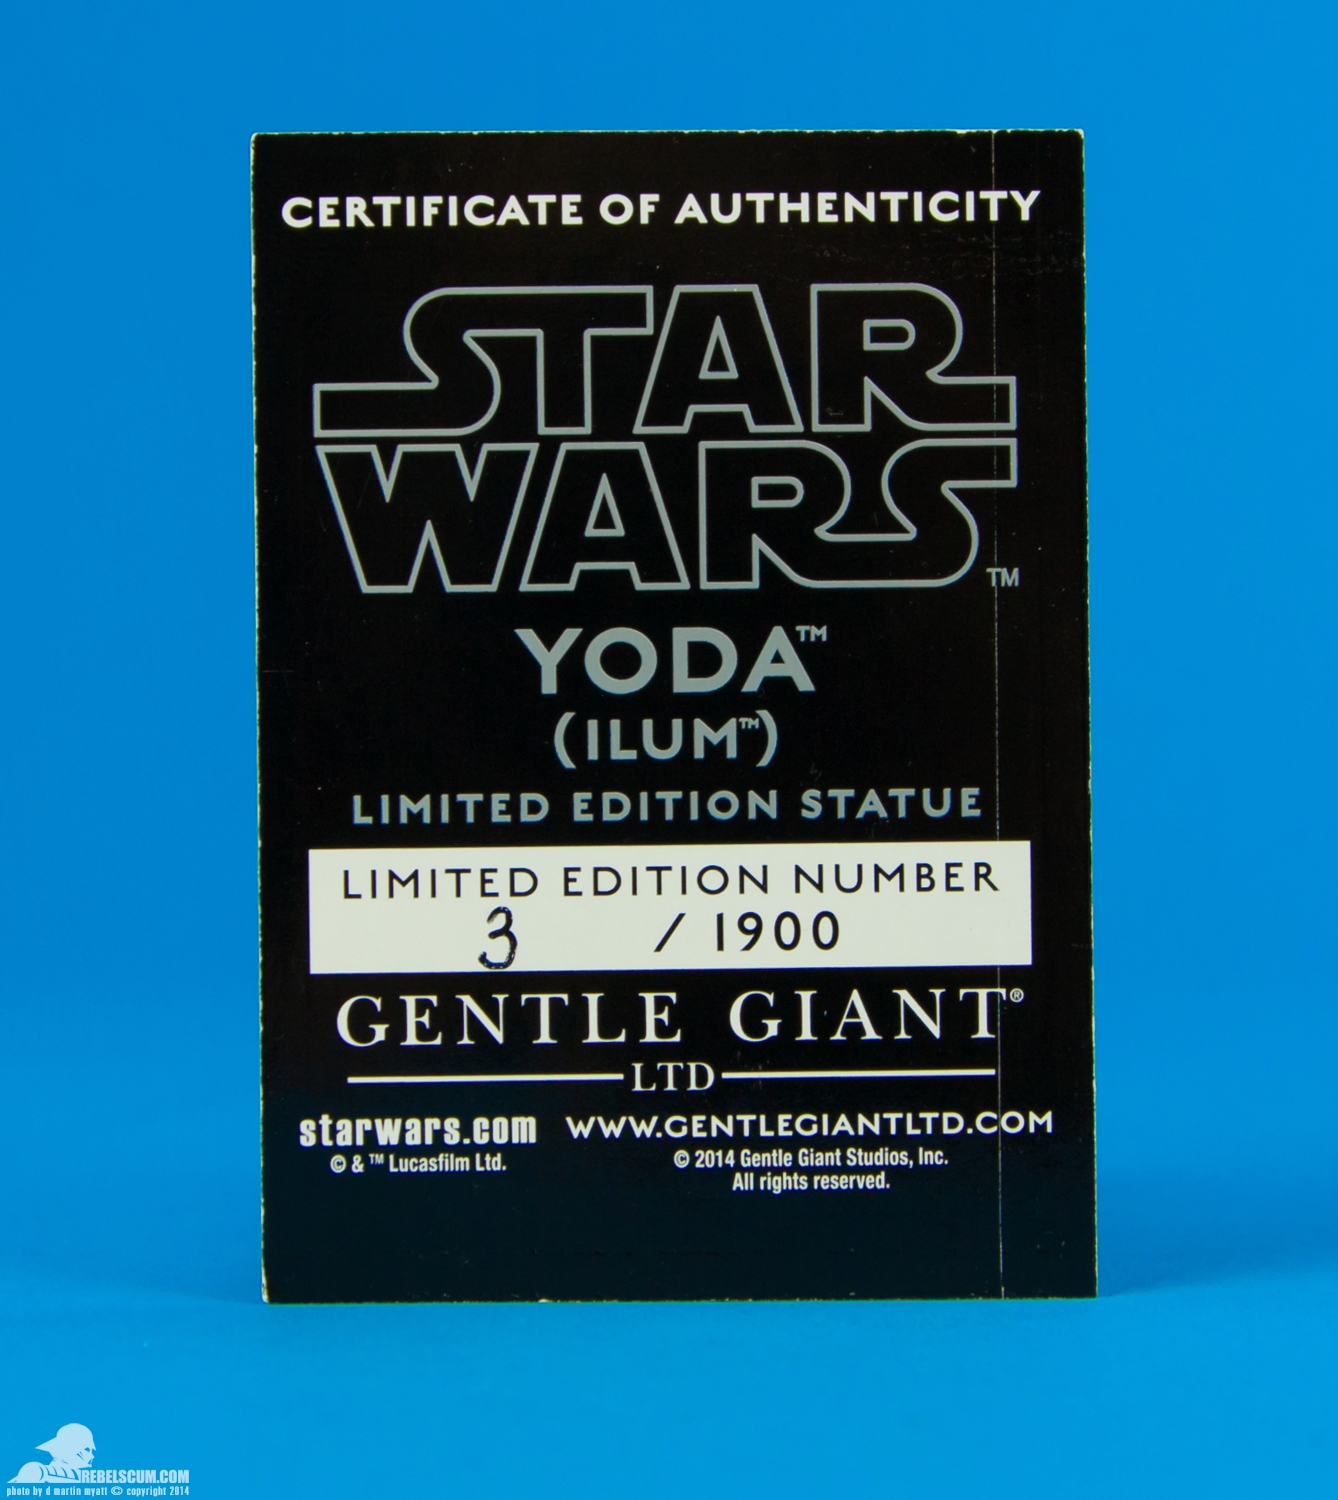 CERTIFICATE OF AUTHENTICITY
STAR
WARS™
YODA™
(ILUM™)
LIMITED EDITION STATUE
LIMITED EDITION NUMBER
3 / 1900
GENTLE GIANT®
LTD
starwars.com WWW.GENTLEGIANTLTD.COM
© & ™ Lucasfilm Ltd. © 2014 Gentle Giant Studios, Inc.
All rights reserved.
REBELSCUM.COM
photo by d martin myatt © copyright 2014